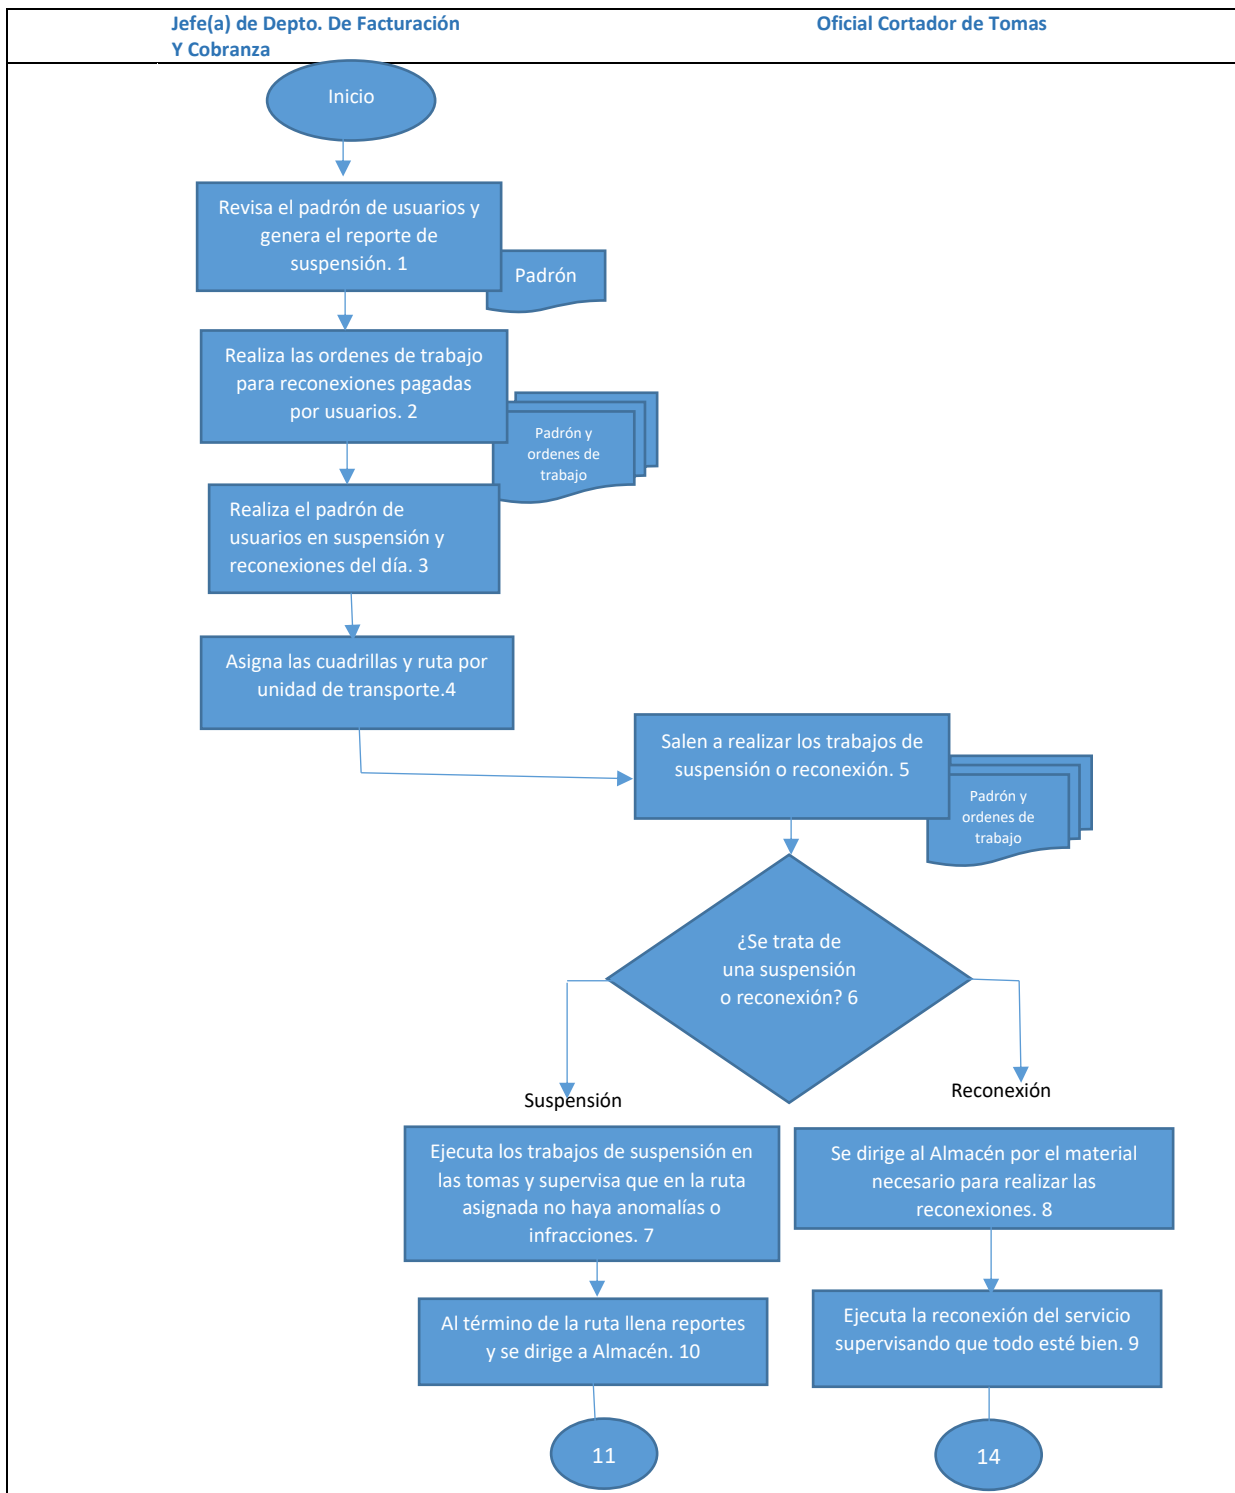 Jefe(a) de Depto. De Facturación
Y Cobranza
Oficial Cortador de Tomas
Inicio
Revisa el padrón de usuarios y
genera el reporte de
suspensión. 1
Padrón
Realiza las ordenes de trabajo
para reconexiones pagadas
por usuarios. 2
Padrón y
ordenes de
trabajo
Realiza el padrón de
usuarios en suspensión y
reconexiones del día. 3
Asigna las cuadrillas y ruta por
unidad de transporte.4
Salen a realizar los trabajos de
suspensión o reconexión. 5
Padrón y
ordenes de
trabajo
¿Se trata de
una suspensión
o reconexión? 6
Suspensión
Reconexión
Ejecuta los trabajos de suspensión en
las tomas y supervisa que en la ruta
asignada no haya anomalías o
infracciones. 7
Se dirige al Almacén por el material
necesario para realizar las
reconexiones. 8
Al término de la ruta llena reportes
y se dirige a Almacén. 10
Ejecuta la reconexión del servicio
supervisando que todo esté bien. 9
11
14